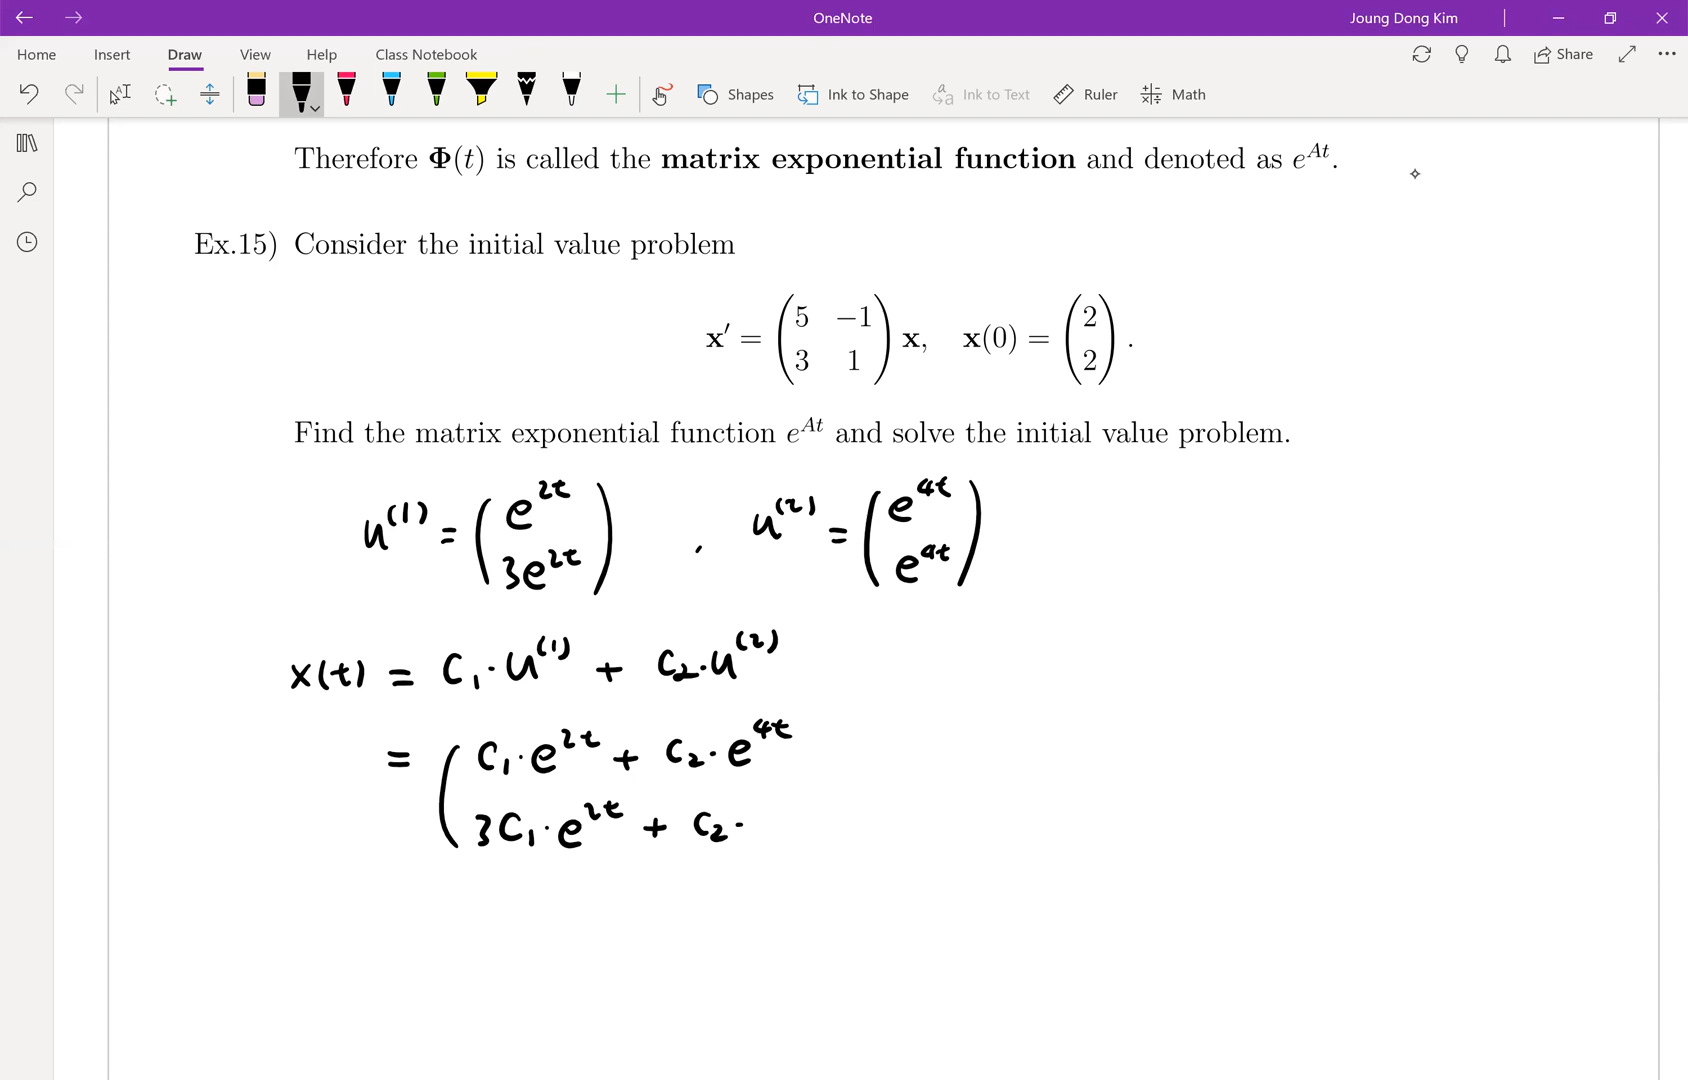 OneNote
Joung Dong Kim
Home Insert Draw View Help Class Notebook
Share
Shapes Ink to Shape Ink to Text Ruler Math
Therefore Φ(t) is called the matrix exponential function and denoted as e^{At}.
Ex.15) Consider the initial value problem
x′ = (5 −1; 3 1) x, x(0) = (2; 2).
Find the matrix exponential function e^{At} and solve the initial value problem.
u^{(1)} = (e^{2t}; 3e^{2t}) , u^{(2)} = (e^{4t}; e^{4t})
x(t) = C₁·u^{(1)} + C₂·u^{(2)}
= (C₁·e^{2t} + C₂·e^{4t}
3C₁·e^{2t} + C₂·